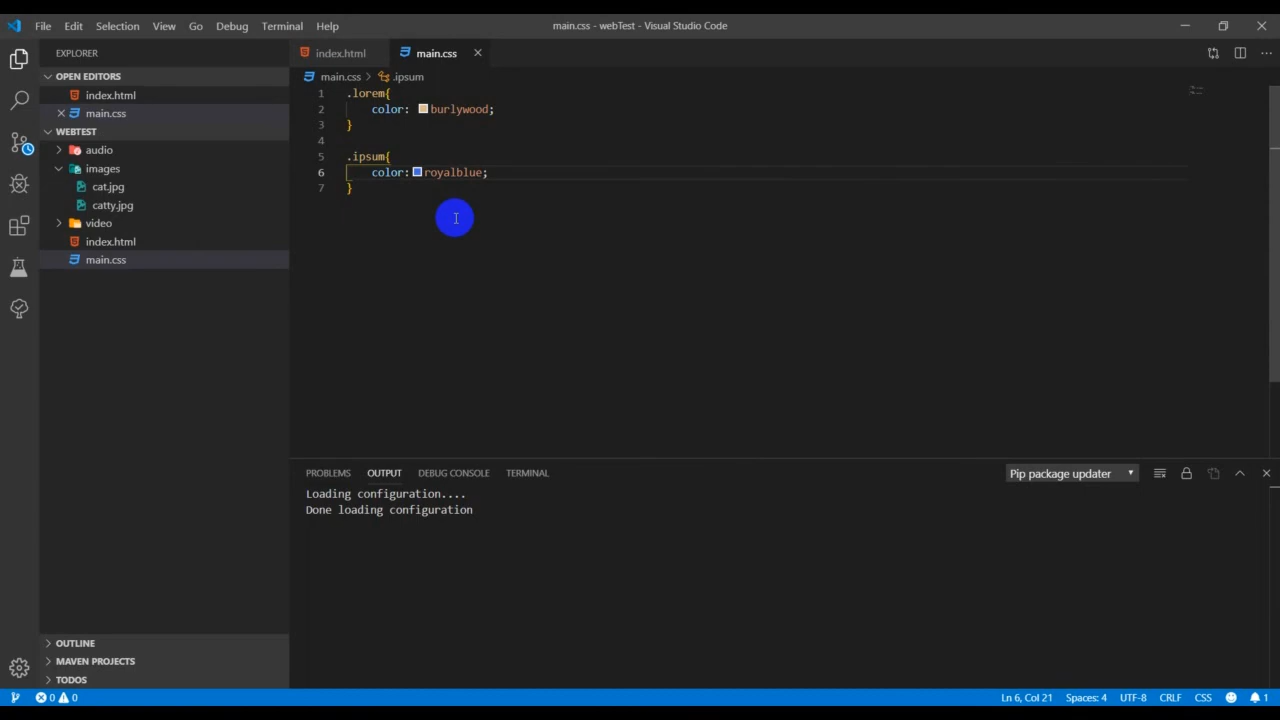 File Edit Selection View Go Debug Terminal Help
main.css - webTest - Visual Studio Code
EXPLORER
OPEN EDITORS
index.html
main.css
WEBTEST
audio
images
cat.jpg
catty.jpg
video
index.html
main.css
OUTLINE
MAVEN PROJECTS
TODOS
index.html main.css
main.css > .ipsum
1 .lorem{
2 color: burlywood;
3 }
4
5 .ipsum{
6 color: royalblue;
7 }
PROBLEMS OUTPUT DEBUG CONSOLE TERMINAL
Pip package updater
Loading configuration....
Done loading configuration
0 0
Ln 6, Col 21 Spaces: 4 UTF-8 CRLF CSS 1